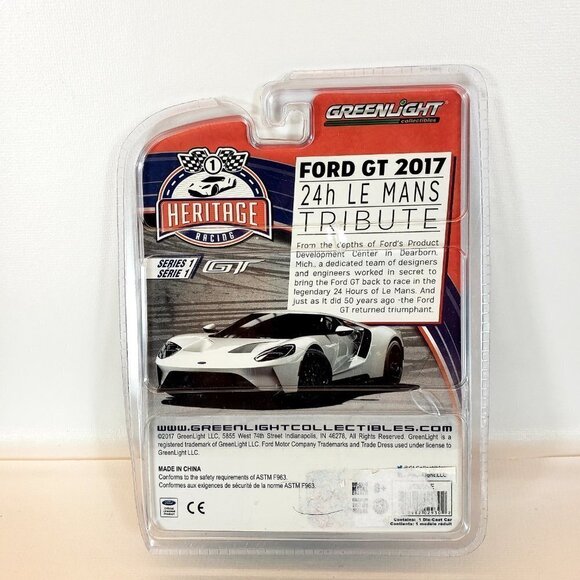 GREENLIGHT
collectibles
1
HERITAGE
RACING
SERIES 1
SÉRIE 1
GT
FORD GT 2017
24h LE MANS
TRIBUTE
From the depths of Ford's Product
Development Center in Dearborn,
Mich., a dedicated team of designers
and engineers worked in secret to
bring the Ford GT back to race in the
legendary 24 Hours of Le Mans. And
just as it did 50 years ago -the Ford
GT returned triumphant.
WWW.GREENLIGHTCOLLECTIBLES.COM
©2017 GreenLight LLC, 5855 West 74th Street Indianapolis, IN 46278, All Rights Reserved. GreenLight is a
registered trademark of GreenLight LLC. Ford Motor Company Trademarks and Trade Dress used under license to
GreenLight LLC.
MADE IN CHINA
Conforms to the safety requirements of ASTM F963.
Conformes aux exigences de sécurité de la norme ASTM F963.
Ford
CE
Contains: 1 Die-Cast Car
Contenu: 1 modèle réduit